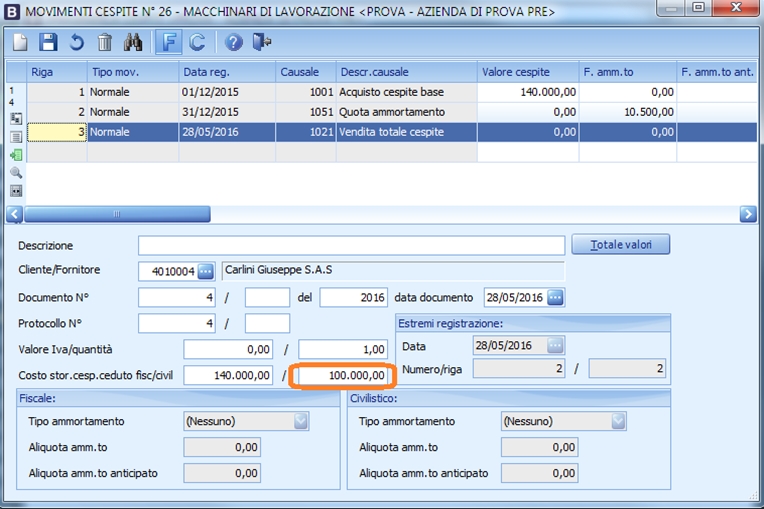 B MOVIMENTI CESPITE N° 26 - MACCHINARI DI LAVORAZIONE <PROVA - AZIENDA DI PROVA PRE>
F C ?
Riga Tipo mov. Data reg. Causale Descr.causale Valore cespite F. amm.to F. amm.to ant.
1 1 Normale 01/12/2015 1001 Acquisto cespite base 140.000,00 0,00
4 2 Normale 31/12/2015 1051 Quota ammortamento 0,00 10.500,00
3 Normale 28/05/2016 1021 Vendita totale cespite 0,00 0,00
Descrizione Totale valori
Cliente/Fornitore 4010004 Carlini Giuseppe S.A.S
Documento N° 4 / del 2016 data documento 28/05/2016
Protocollo N° 4 / Estremi registrazione:
Valore Iva/quantità 0,00 / 1,00 Data 28/05/2016
Costo stor.cesp.ceduto fisc/civil 140.000,00 / 100.000,00 Numero/riga 2 / 2
Fiscale: Civilistico:
Tipo ammortamento (Nessuno) Tipo ammortamento (Nessuno)
Aliquota amm.to 0,00 Aliquota amm.to 0,00
Aliquota amm.to anticipato 0,00 Aliquota amm.to anticipato 0,00